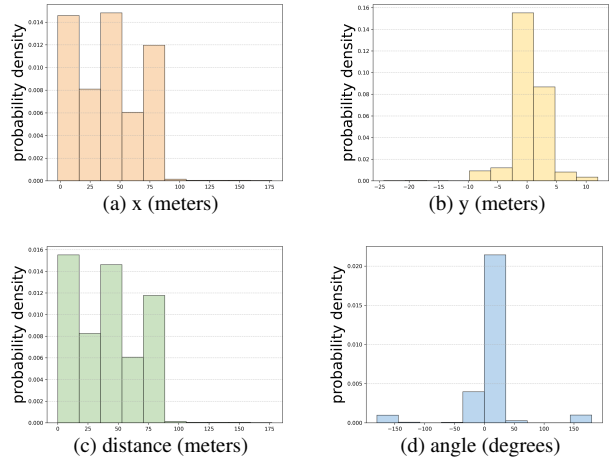 probability density
0.014
0.012
0.010
0.008
0.006
0.004
0.002
0.000
0 25 50 75 100 125 150 175
(a) x (meters)
probability density
0.16
0.14
0.12
0.10
0.08
0.06
0.04
0.02
0.00
−25 −20 −15 −10 −5 0 5 10
(b) y (meters)
probability density
0.016
0.014
0.012
0.010
0.008
0.006
0.004
0.002
0.000
0 25 50 75 100 125 150 175
(c) distance (meters)
probability density
0.020
0.015
0.010
0.005
0.000
−150 −100 −50 0 50 100 150
(d) angle (degrees)